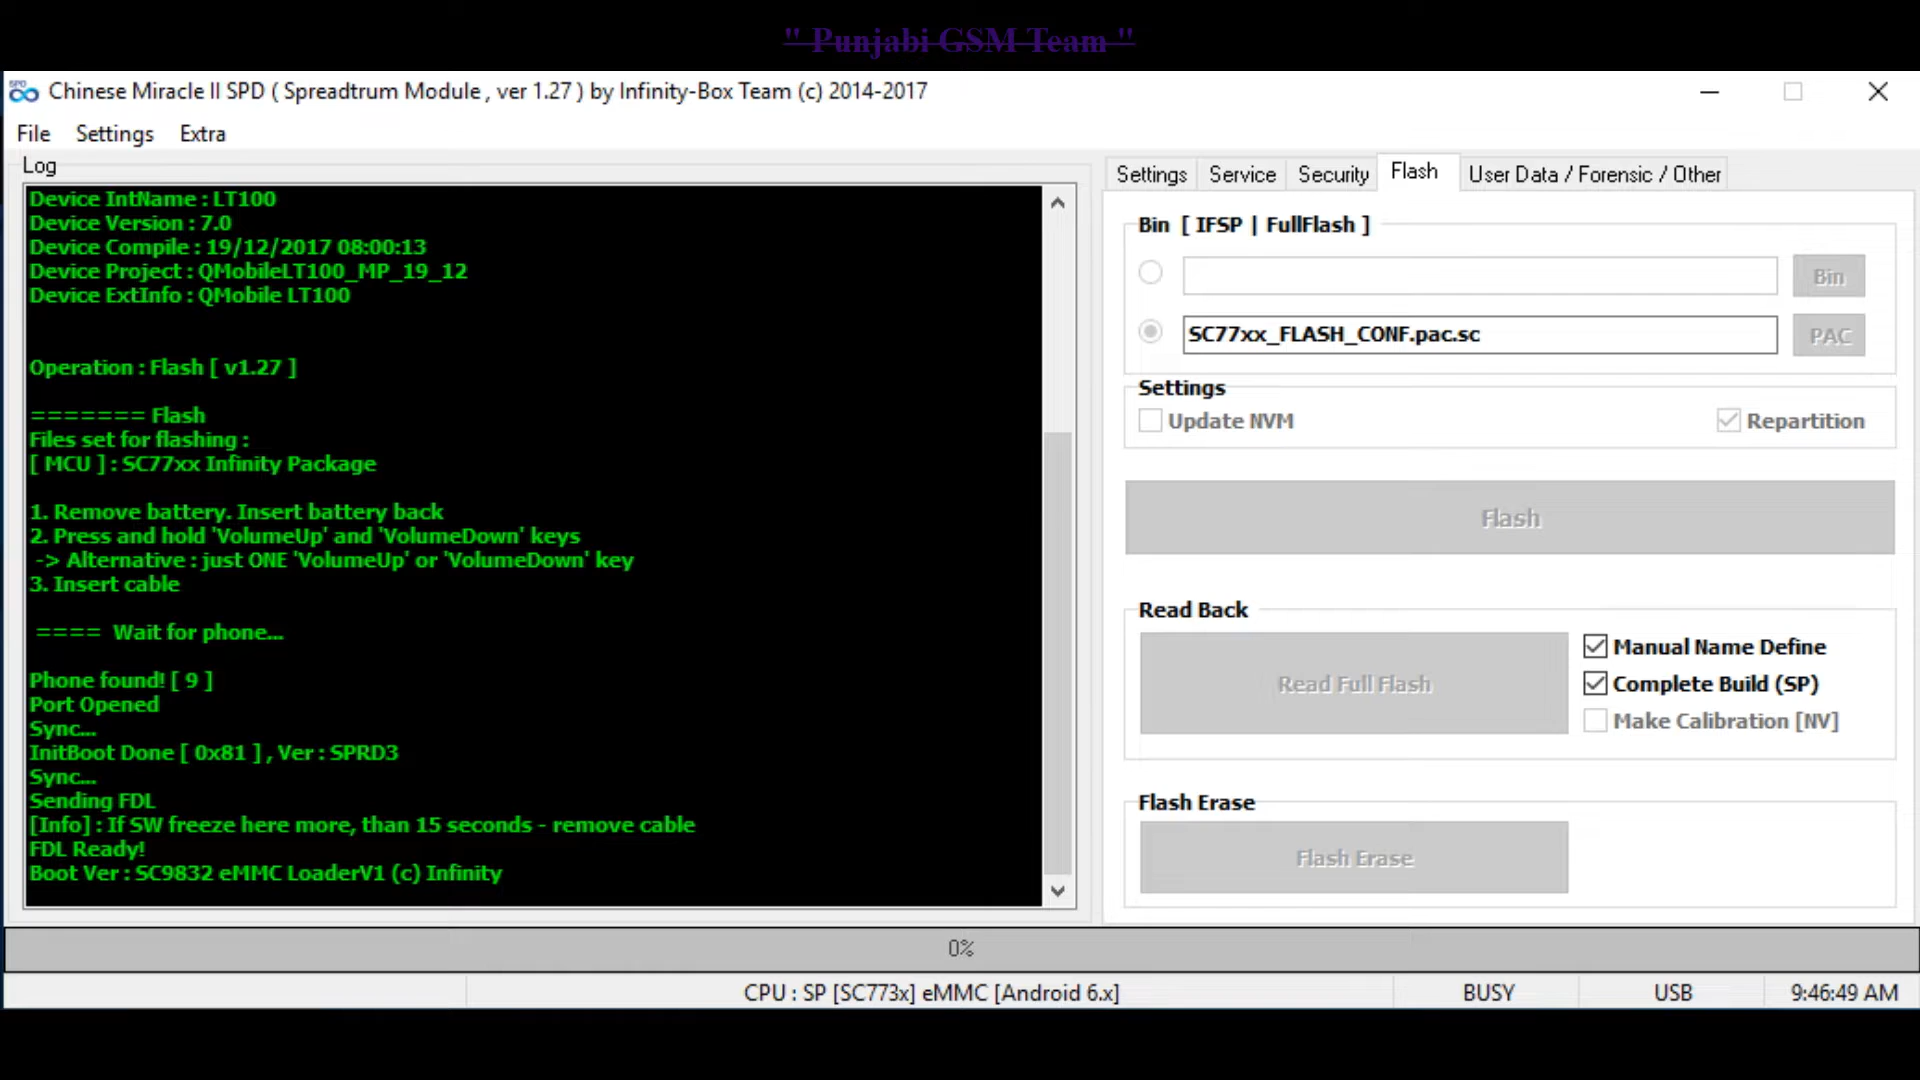 " Punjabi GSM Team "
Chinese Miracle II SPD ( Spreadtrum Module , ver 1.27 ) by Infinity-Box Team (c) 2014-2017
File Settings Extra
Log
Device IntName : LT100
Device Version : 7.0
Device Compile : 19/12/2017 08:00:13
Device Project : QMobileLT100_MP_19_12
Device ExtInfo : QMobile LT100
Operation : Flash [ v1.27 ]
======= Flash
Files set for flashing :
[ MCU ] : SC77xx Infinity Package
1. Remove battery. Insert battery back
2. Press and hold 'VolumeUp' and 'VolumeDown' keys
-> Alternative : just ONE 'VolumeUp' or 'VolumeDown' key
3. Insert cable
==== Wait for phone...
Phone found! [ 9 ]
Port Opened
Sync...
InitBoot Done [ 0x81 ] , Ver : SPRD3
Sync...
Sending FDL
[Info] : If SW freeze here more, than 15 seconds - remove cable
FDL Ready!
Boot Ver : SC9832 eMMC LoaderV1 (c) Infinity
Settings Service Security Flash User Data / Forensic / Other
Bin [ IFSP | FullFlash ]
Bin
SC77xx_FLASH_CONF.pac.sc PAC
Settings
Update NVM Repartition
Flash
Read Back
Read Full Flash
Manual Name Define
Complete Build (SP)
Make Calibration [NV]
Flash Erase
Flash Erase
0%
CPU : SP [SC773x] eMMC [Android 6.x] BUSY USB 9:46:49 AM